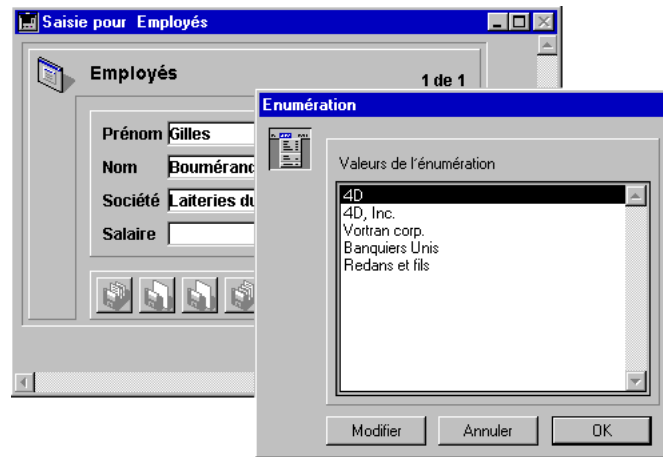 Saisie pour Employés
Employés
1 de 1
Prénom Gilles
Nom
Société Laiteries du
Salaire
Enumération
Valeurs de l'énumération
4D
4D, Inc.
Vortran corp.
Banquiers Unis
Redans et fils
Modifier Annuler OK